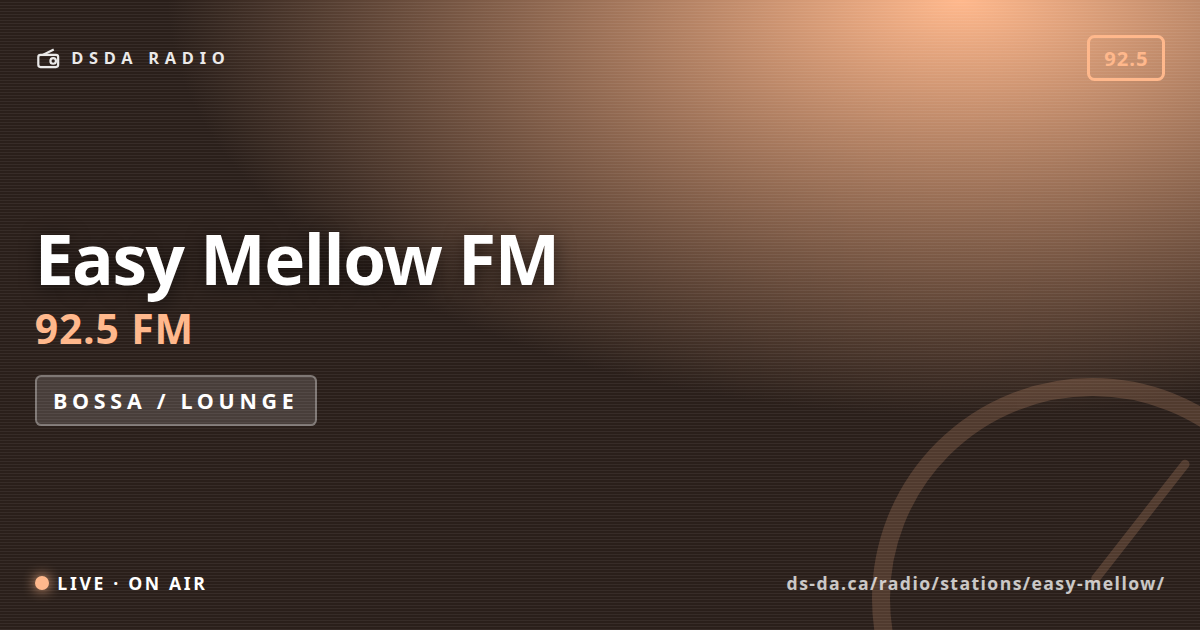 DSDA RADIO
92.5
Easy Mellow FM
92.5 FM
BOSSA / LOUNGE
LIVE · ON AIR
ds-da.ca/radio/stations/easy-mellow/